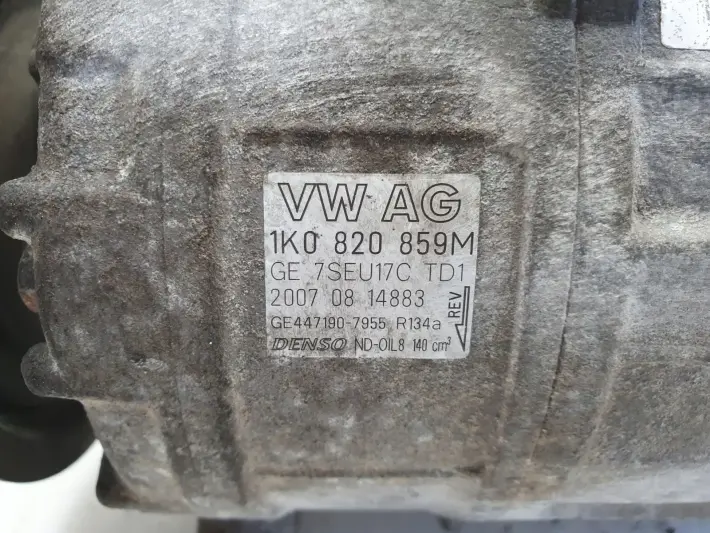 VW AG
1K0 820 859M
GE 7SEU17C TD1
2007 08 14883
GE447190-7955 R134a
DENSO ND-OIL8 140 cm³
REV